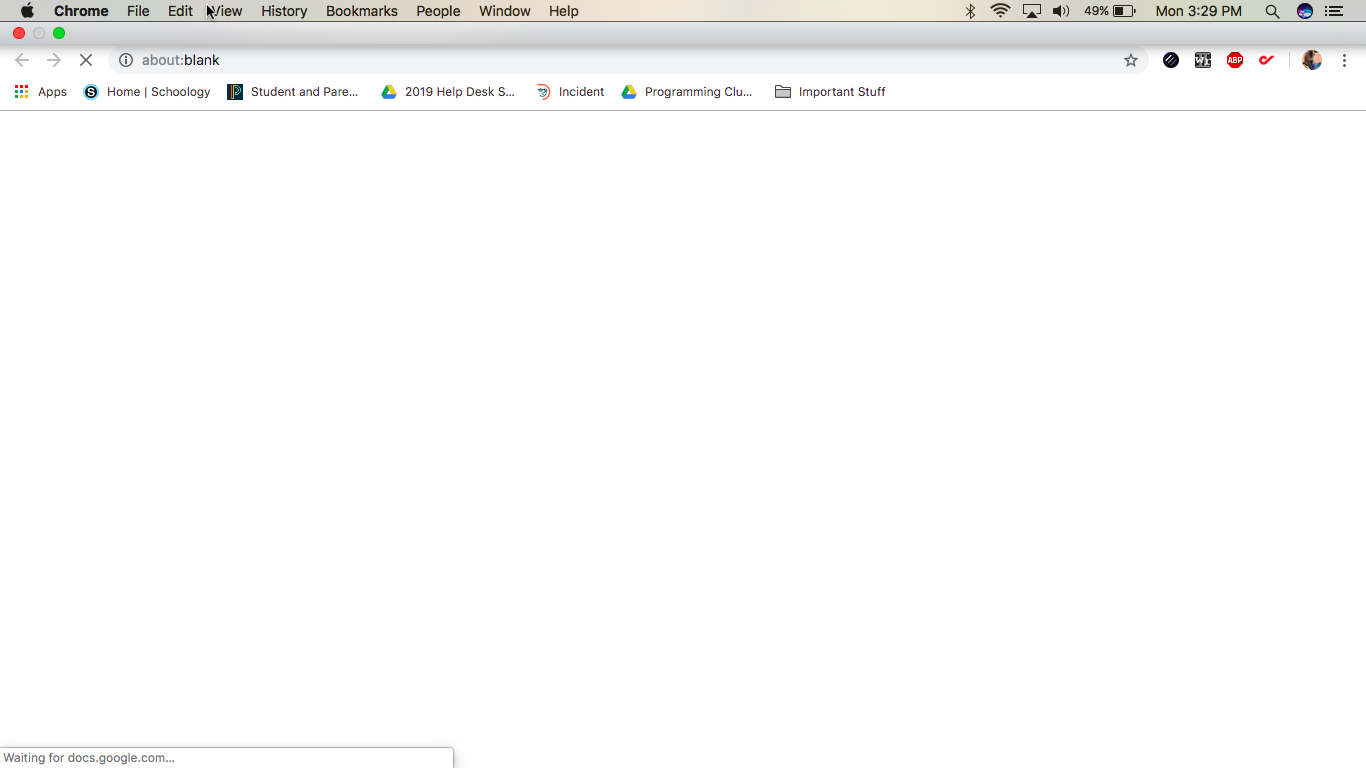 Chrome File Edit View History Bookmarks People Window Help 49% Mon 3:29 PM
about:blank ABP
Apps S Home | Schoology P Student and Pare... 2019 Help Desk S... Incident Programming Clu... Important Stuff
Waiting for docs.google.com...